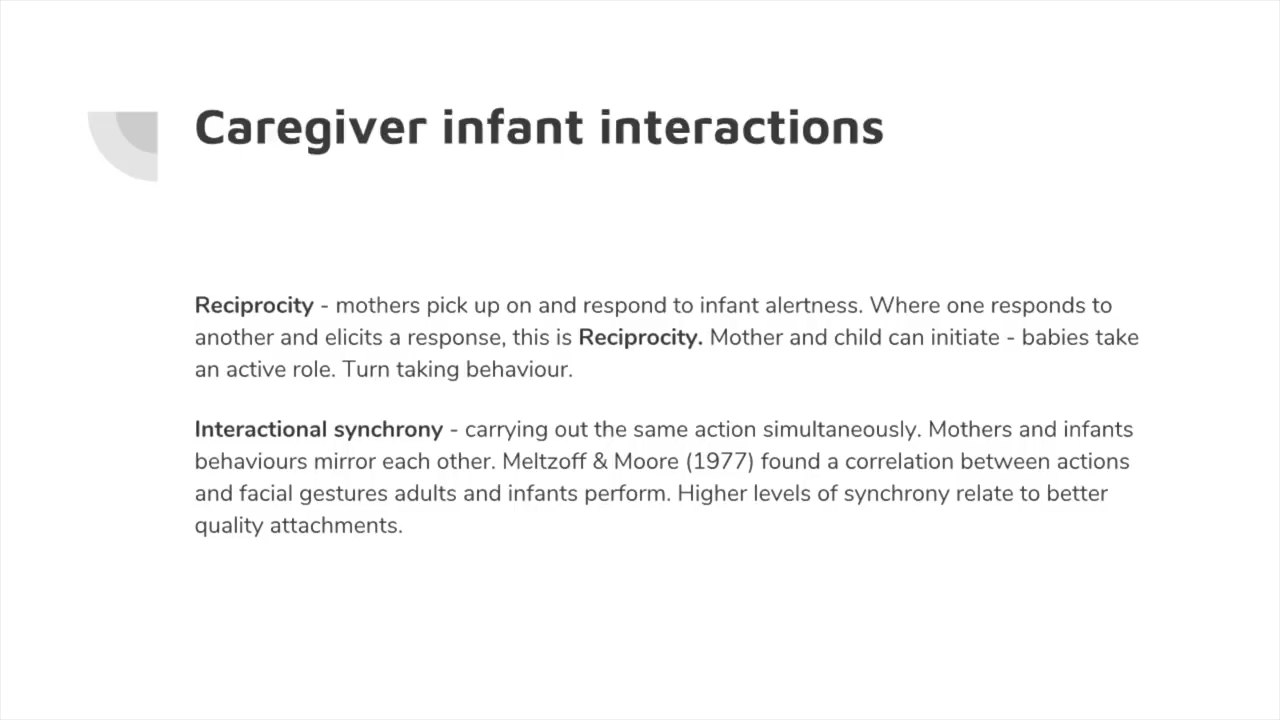 Caregiver infant interactions
Reciprocity - mothers pick up on and respond to infant alertness. Where one responds to
another and elicits a response, this is Reciprocity. Mother and child can initiate - babies take
an active role. Turn taking behaviour.
Interactional synchrony - carrying out the same action simultaneously. Mothers and infants
behaviours mirror each other. Meltzoff & Moore (1977) found a correlation between actions
and facial gestures adults and infants perform. Higher levels of synchrony relate to better
quality attachments.